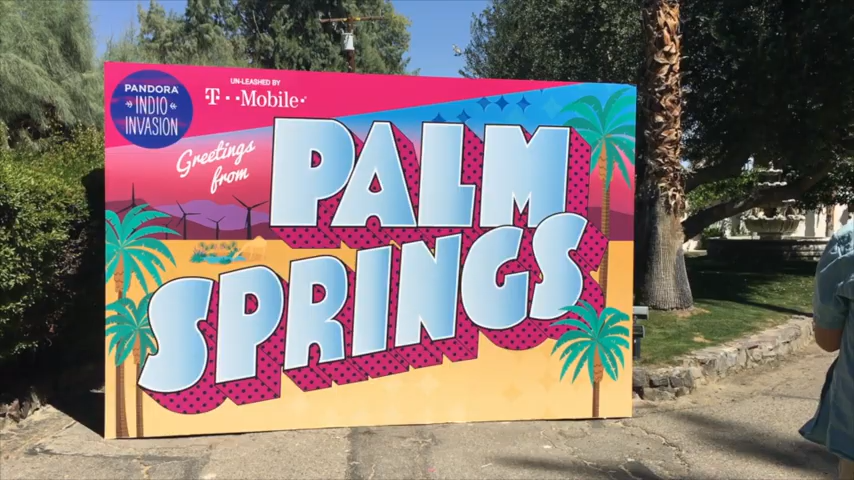 PANDORA
INDIO
INVASION
UN-LEASHED BY
T··Mobile·
Greetings
from
PALM
SPRINGS